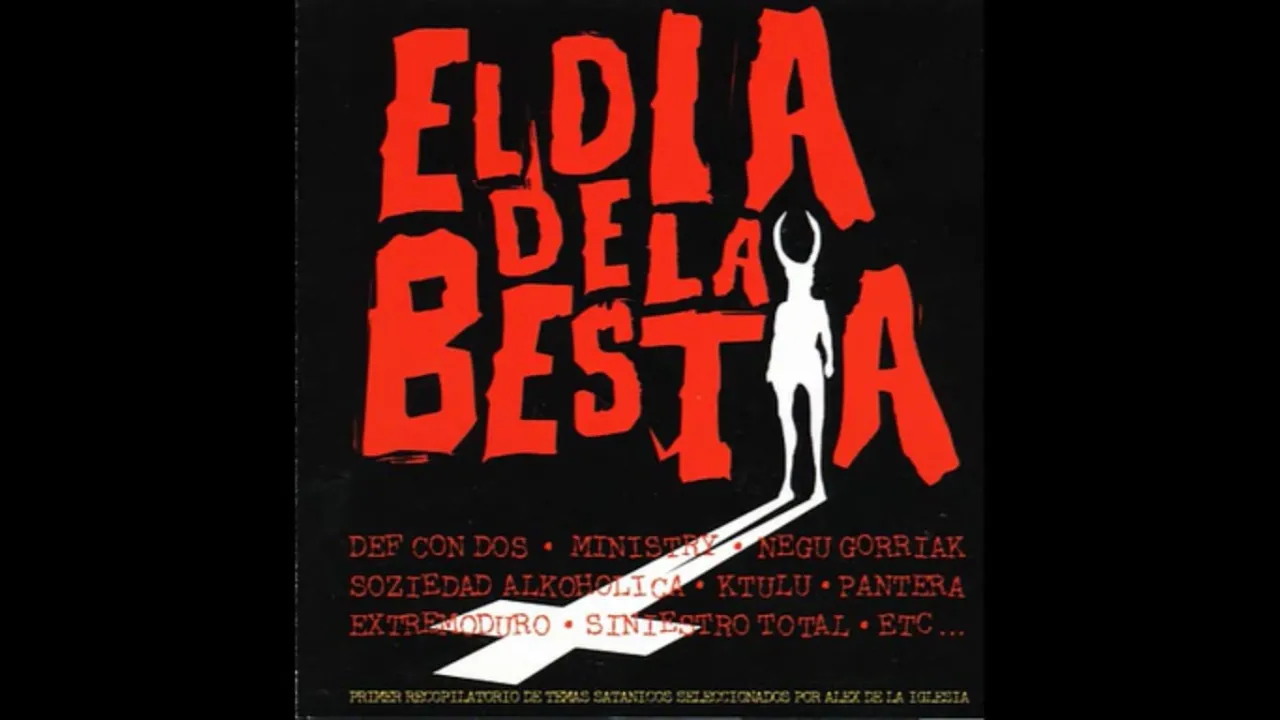 EL DIA
DE LA
BESTIA
DEF CON DOS • MINISTRY • NEGU GORRIAK
SOZIEDAD ALKOHOLICA • KTULU • PANTERA
EXTREMODURO • SINIESTRO TOTAL • ETC...
PRIMER RECOPILATORIO DE TEMAS SATANICOS SELECCIONADOS POR ALEX DE LA IGLESIA